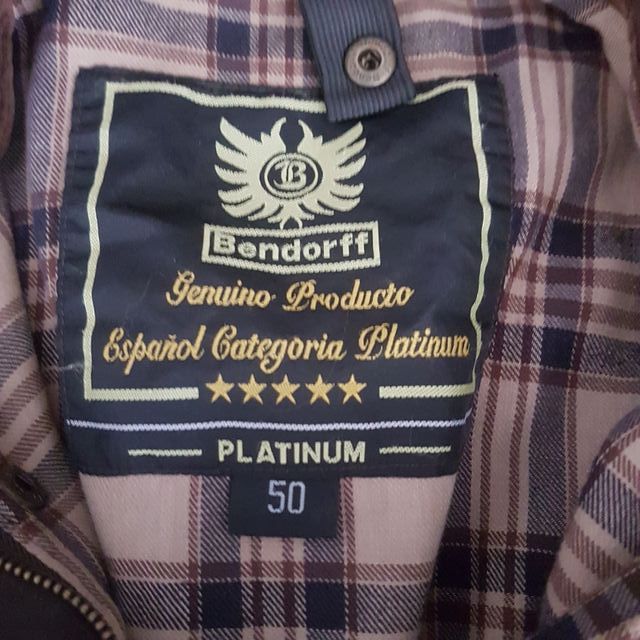 B
Bendorff
Genuino Producto
Español Categoria Platinum
PLATINUM
50